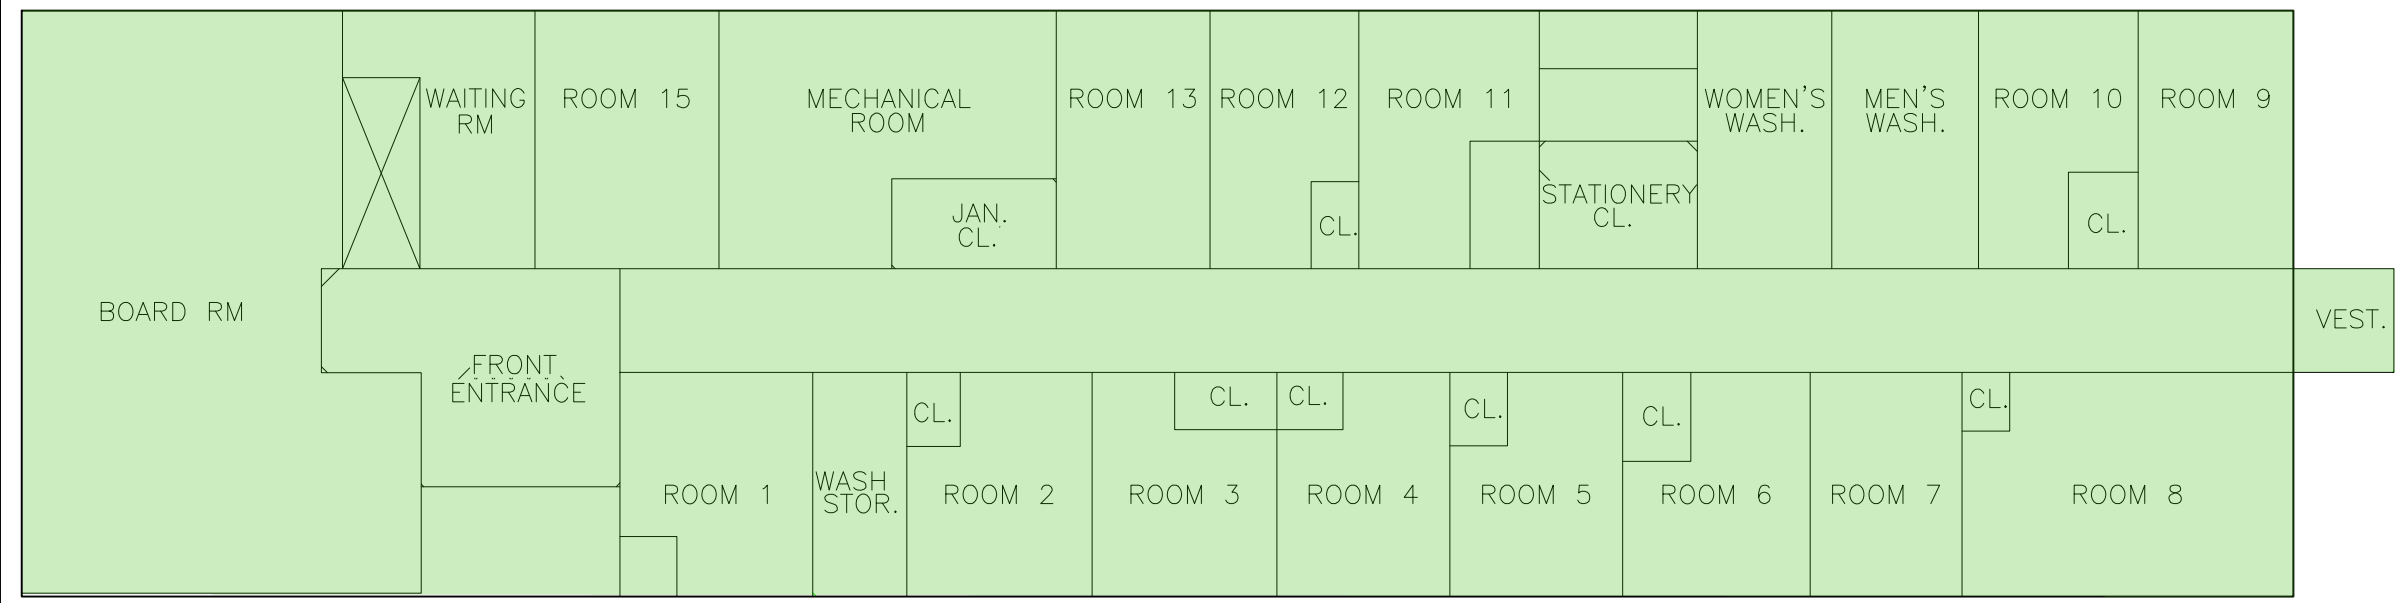 WAITING
RM
ROOM 15
MECHANICAL
ROOM
ROOM 13
ROOM 12
ROOM 11
WOMEN'S
WASH.
MEN'S
WASH.
ROOM 10
ROOM 9
JAN.
CL.
CL.
STATIONERY
CL.
CL.
BOARD RM
VEST.
FRONT
ENTRANCE
CL.
CL.
CL.
CL.
CL.
CL.
ROOM 1
WASH
STOR.
ROOM 2
ROOM 3
ROOM 4
ROOM 5
ROOM 6
ROOM 7
ROOM 8